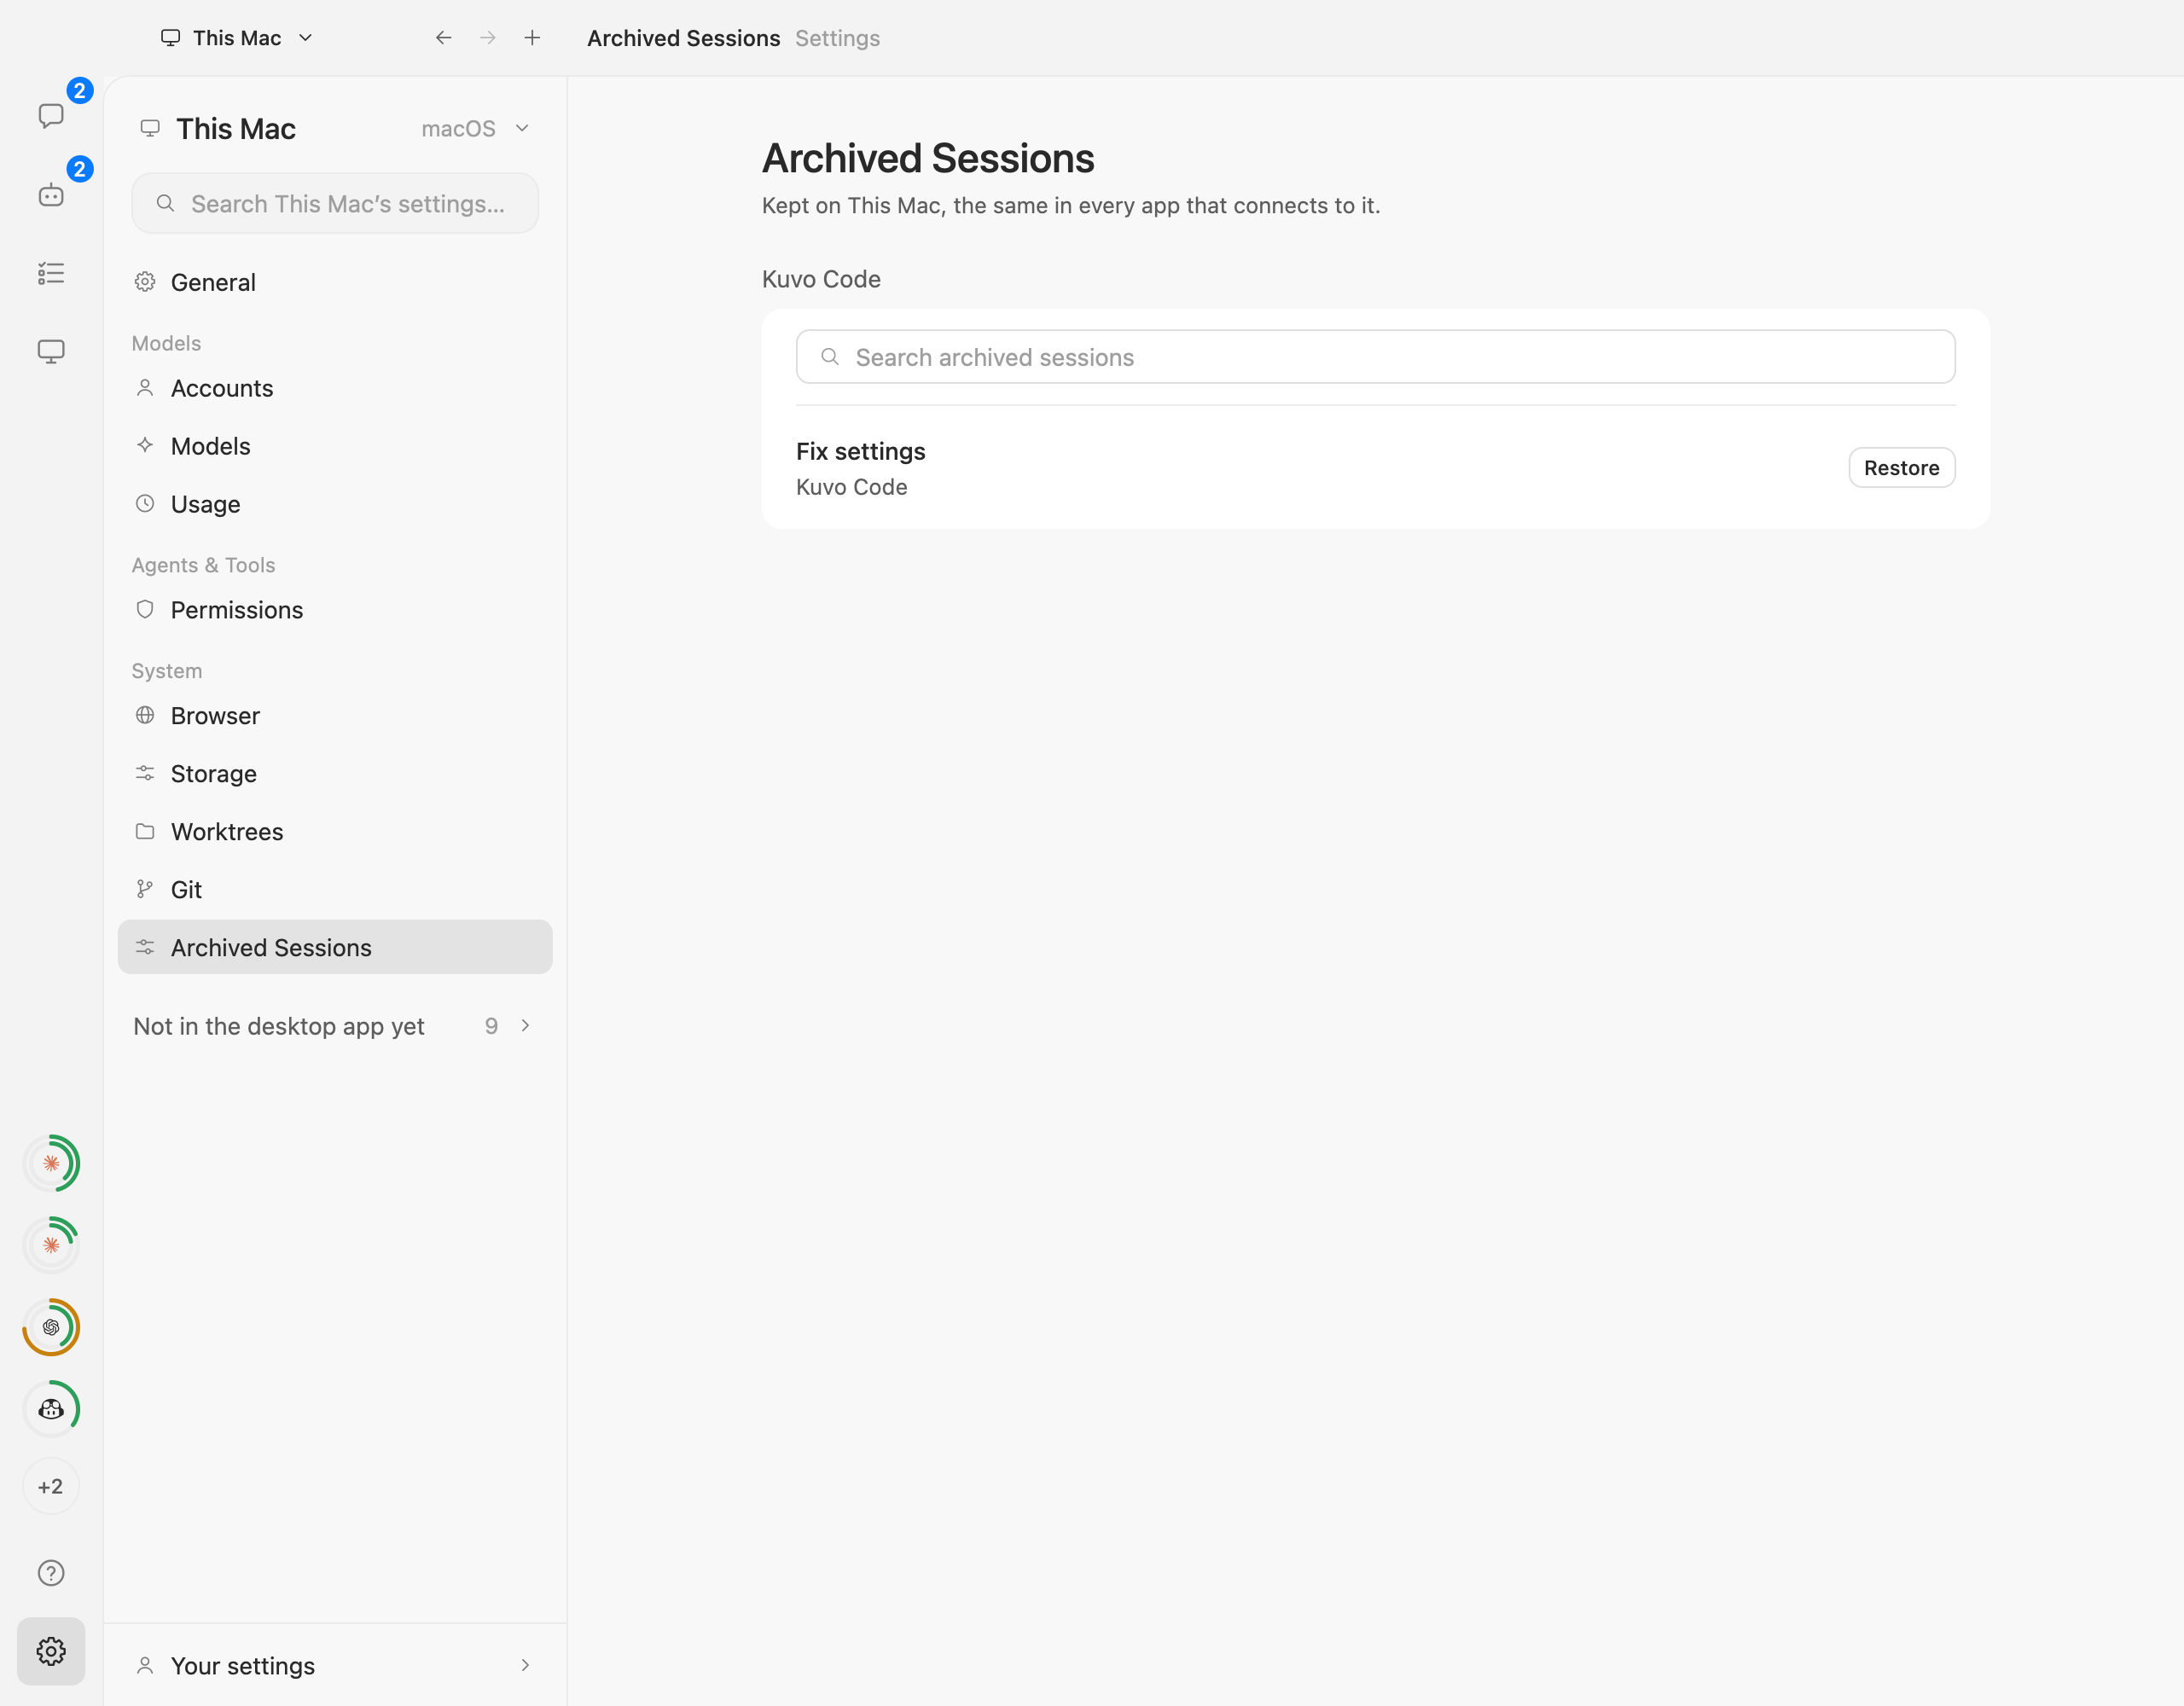 This Mac
Archived Sessions Settings
2
2
This Mac macOS
Search This Mac’s settings...
General
Models
Accounts
Models
Usage
Agents & Tools
Permissions
System
Browser
Storage
Worktrees
Git
Archived Sessions
Not in the desktop app yet 9
+2
Your settings
Archived Sessions
Kept on This Mac, the same in every app that connects to it.
Kuvo Code
Search archived sessions
Fix settings
Kuvo Code
Restore